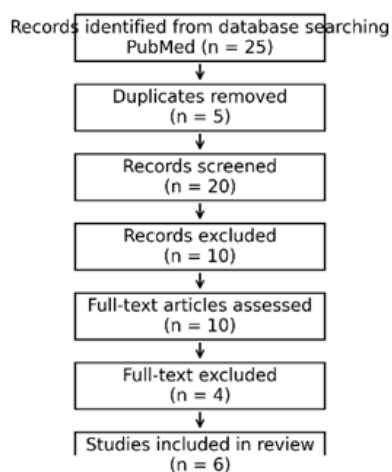 Records identified from database searching
PubMed (n = 25)
Duplicates removed
(n = 5)
Records screened
(n = 20)
Records excluded
(n = 10)
Full-text articles assessed
(n = 10)
Full-text excluded
(n = 4)
Studies included in review
(n = 6)